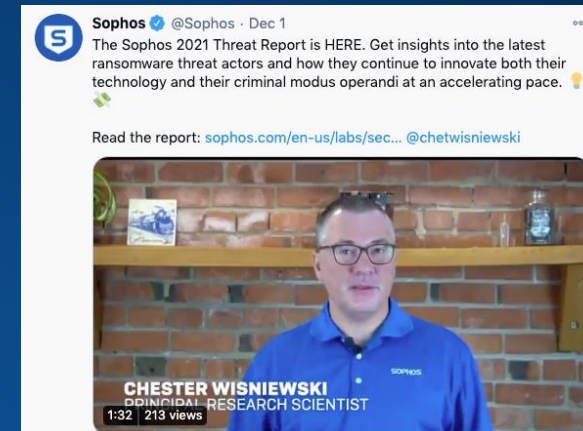 Sophos @Sophos · Dec 1
The Sophos 2021 Threat Report is HERE. Get insights into the latest
ransomware threat actors and how they continue to innovate both their
technology and their criminal modus operandi at an accelerating pace. 💡
💸
Read the report: sophos.com/en-us/labs/sec... @chetwisniewski
SOPHOS
CHESTER WISNIEWSKI
PRINCIPAL RESEARCH SCIENTIST
1:32 213 views